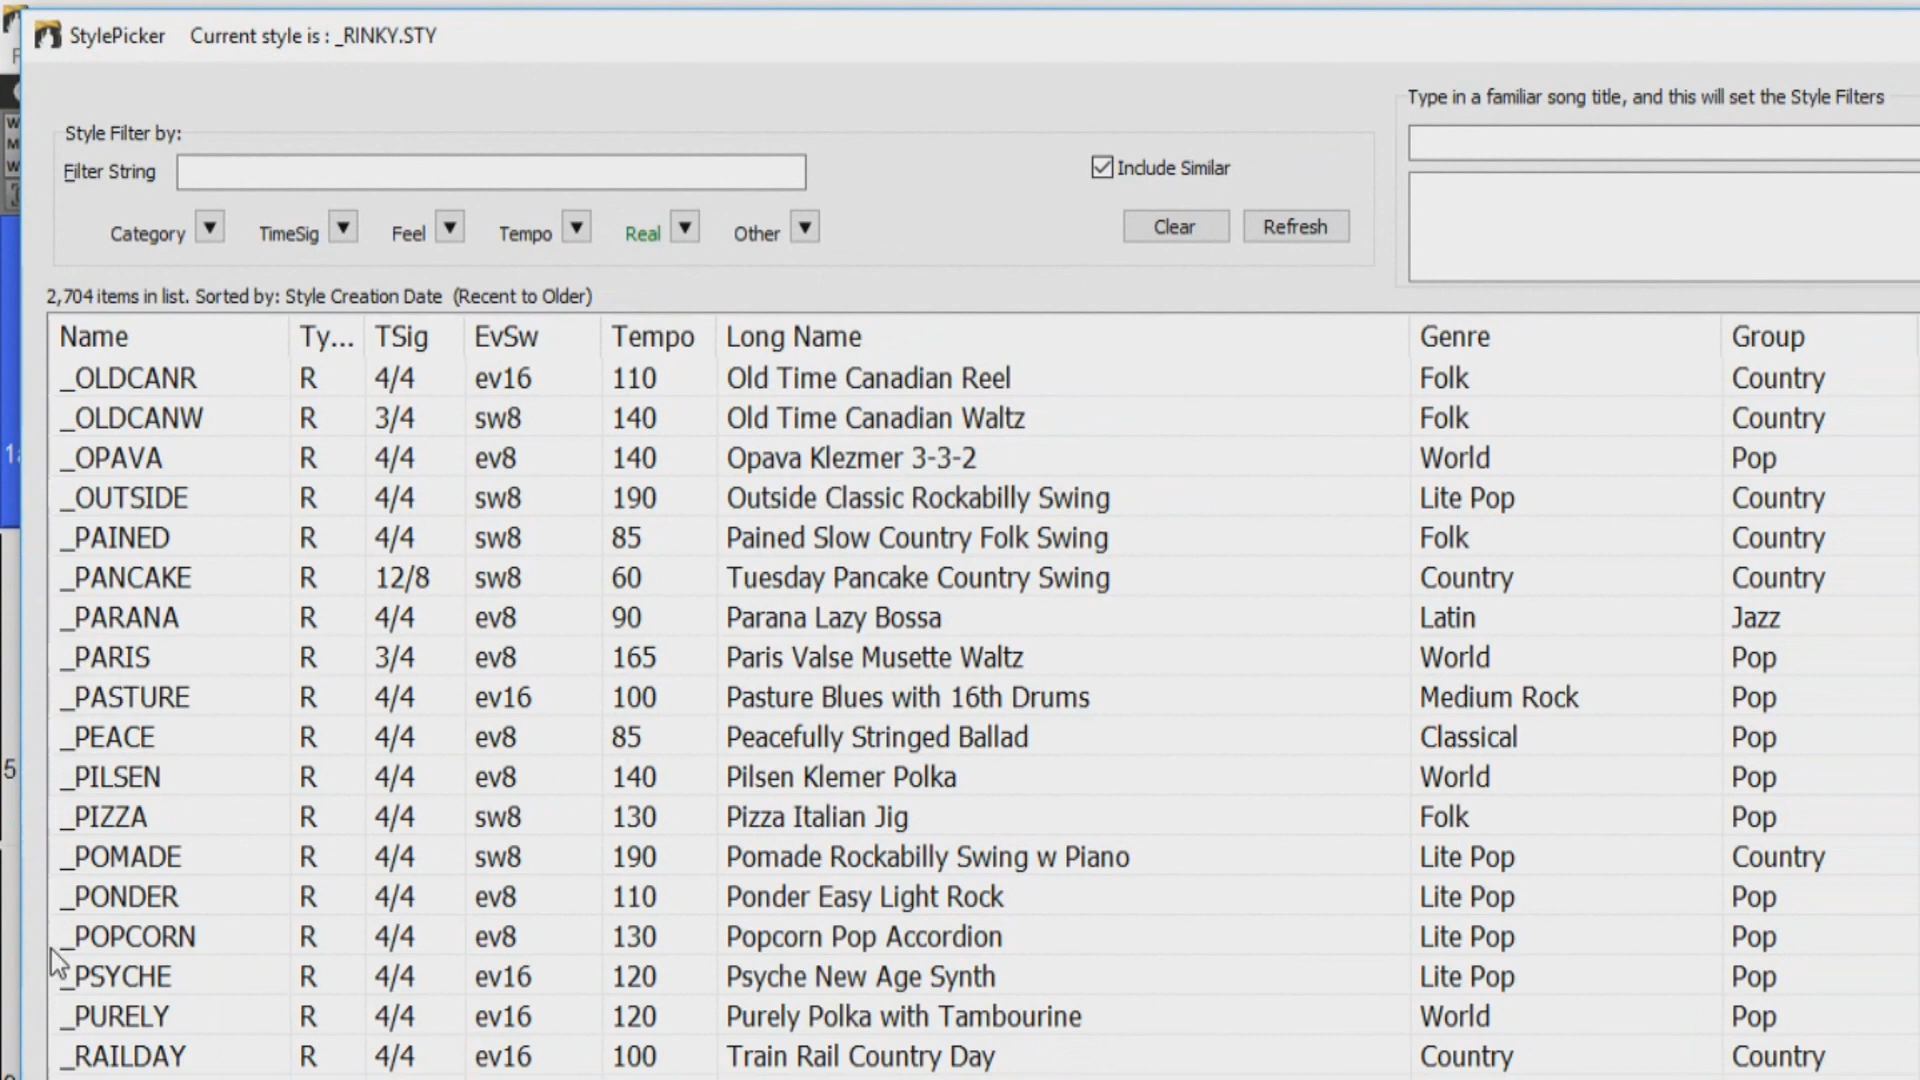 StylePicker Current style is : _RINKY.STY
Type in a familiar song title, and this will set the Style Filters
Style Filter by:
Filter String
Include Similar
Category TimeSig Feel Tempo Real Other Clear Refresh
2,704 items in list. Sorted by: Style Creation Date (Recent to Older)
Name Ty... TSig EvSw Tempo Long Name Genre Group
_OLDCANR R 4/4 ev16 110 Old Time Canadian Reel Folk Country
_OLDCANW R 3/4 sw8 140 Old Time Canadian Waltz Folk Country
_OPAVA R 4/4 ev8 140 Opava Klezmer 3-3-2 World Pop
_OUTSIDE R 4/4 sw8 190 Outside Classic Rockabilly Swing Lite Pop Country
_PAINED R 4/4 sw8 85 Pained Slow Country Folk Swing Folk Country
_PANCAKE R 12/8 sw8 60 Tuesday Pancake Country Swing Country Country
_PARANA R 4/4 ev8 90 Parana Lazy Bossa Latin Jazz
_PARIS R 3/4 ev8 165 Paris Valse Musette Waltz World Pop
_PASTURE R 4/4 ev16 100 Pasture Blues with 16th Drums Medium Rock Pop
_PEACE R 4/4 ev8 85 Peacefully Stringed Ballad Classical Pop
5
_PILSEN R 4/4 ev8 140 Pilsen Klemer Polka World Pop
_PIZZA R 4/4 sw8 130 Pizza Italian Jig Folk Pop
_POMADE R 4/4 sw8 190 Pomade Rockabilly Swing w Piano Lite Pop Country
_PONDER R 4/4 ev8 110 Ponder Easy Light Rock Lite Pop Pop
_POPCORN R 4/4 ev8 130 Popcorn Pop Accordion Lite Pop Pop
_PSYCHE R 4/4 ev16 120 Psyche New Age Synth Lite Pop Pop
_PURELY R 4/4 ev16 120 Purely Polka with Tambourine World Pop
_RAILDAY R 4/4 ev16 100 Train Rail Country Day Country Country